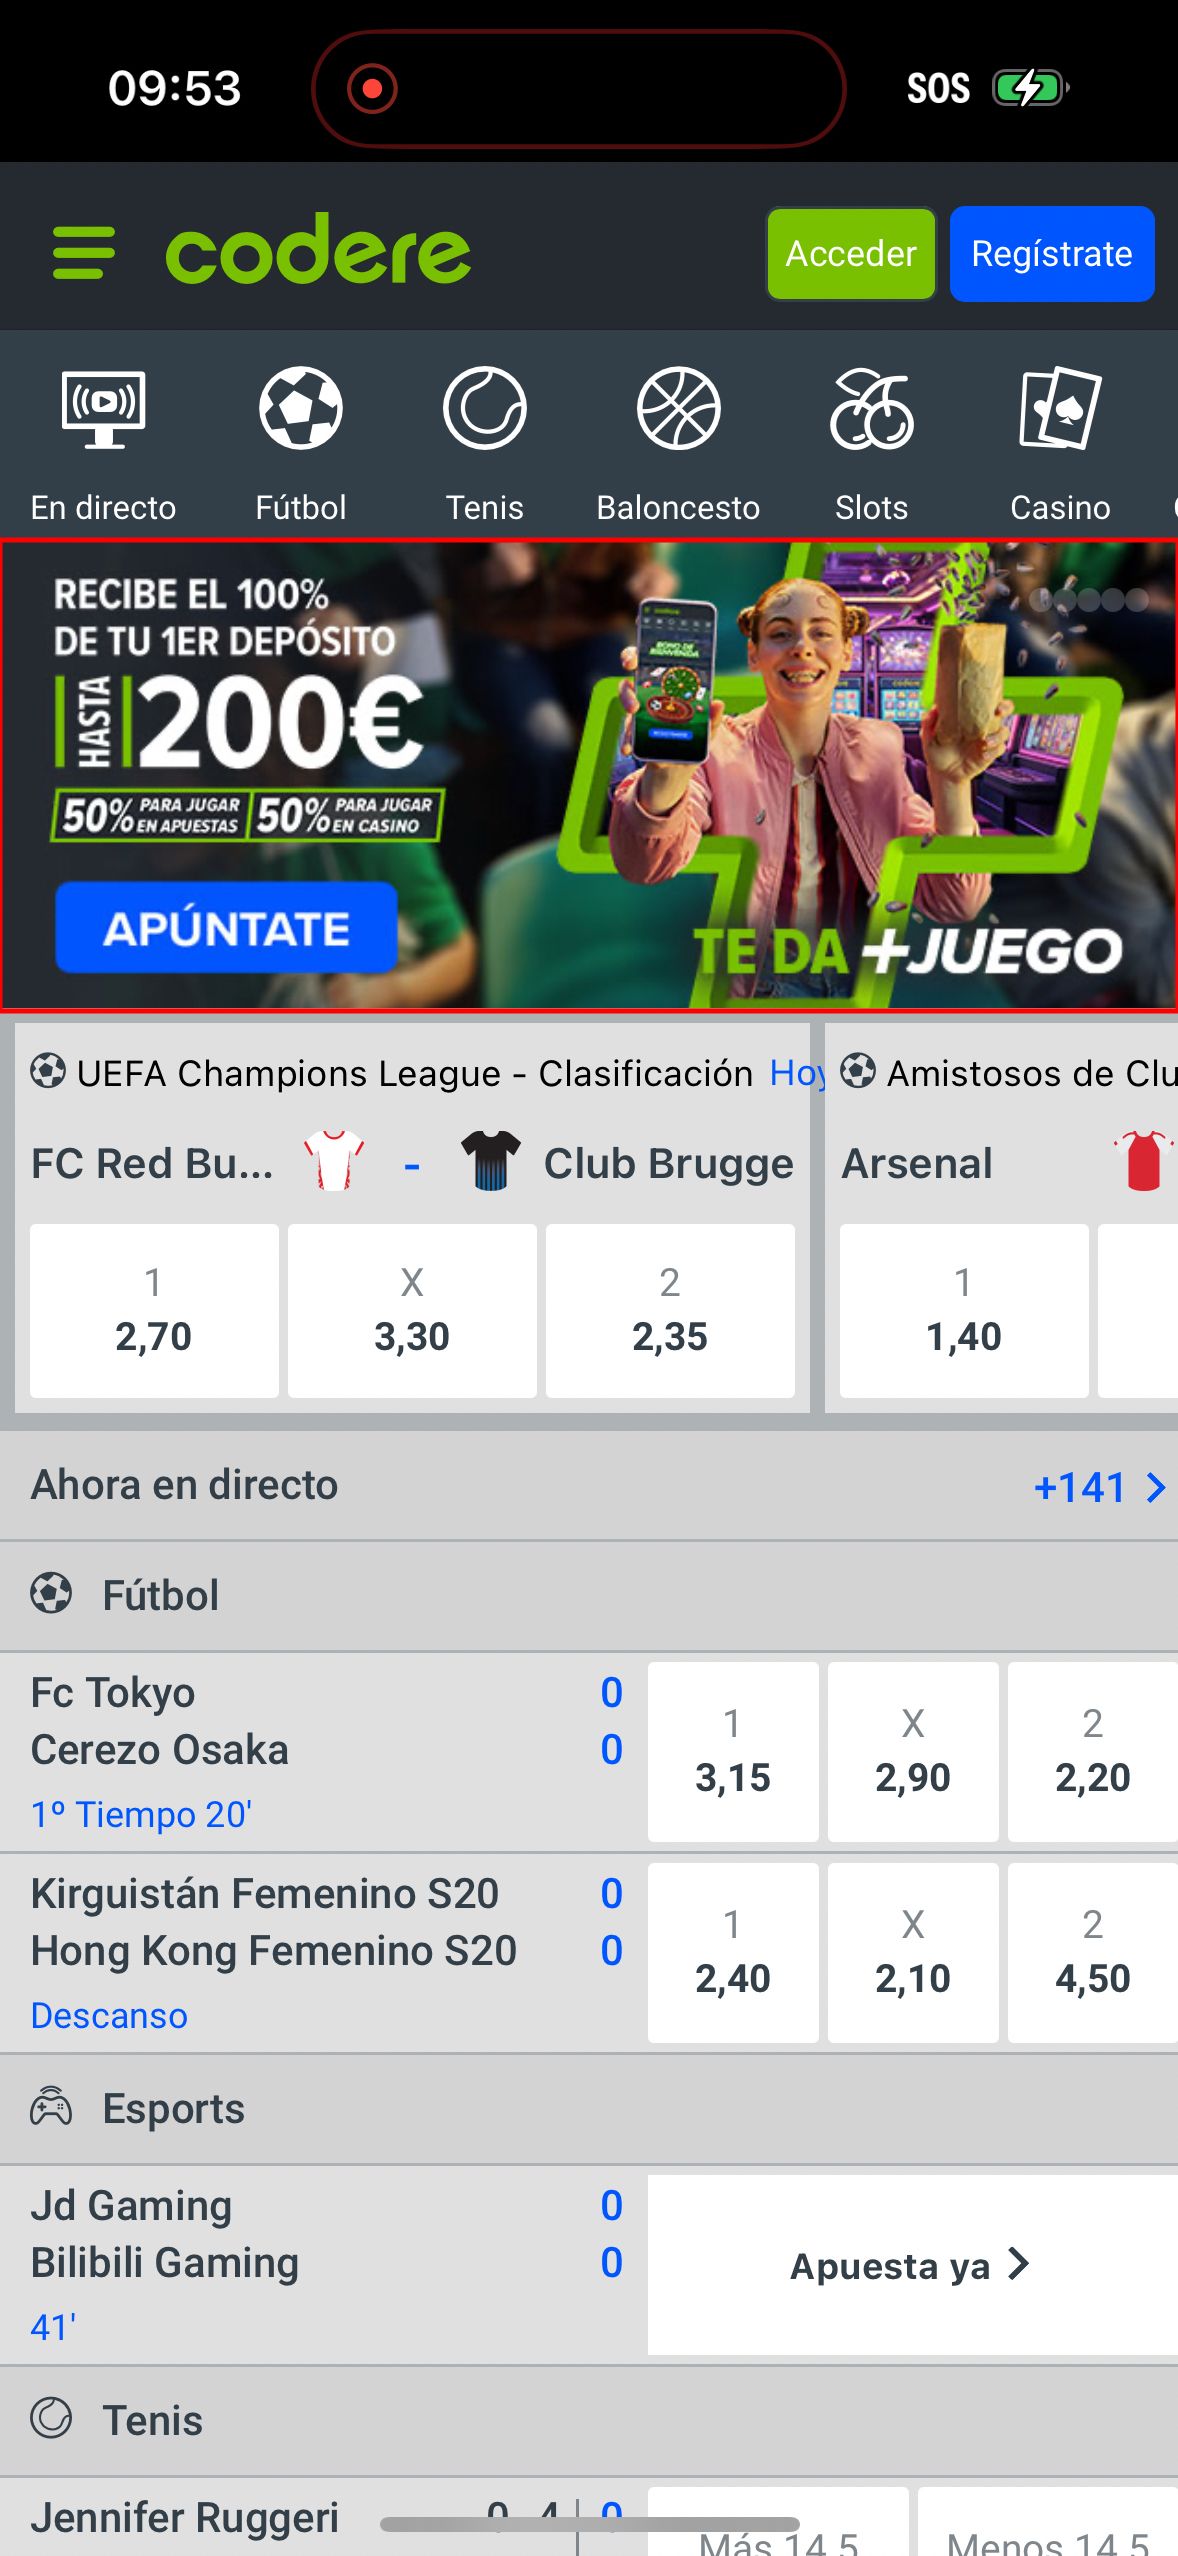 09:53
SOS
codere
Acceder
Regístrate
En directo
Fútbol
Tenis
Baloncesto
Slots
Casino
RECIBE EL 100%
DE TU 1ER DEPÓSITO
HASTA 200€
50% PARA JUGAR EN APUESTAS 50% PARA JUGAR EN CASINO
APÚNTATE
TE DA +JUEGO
UEFA Champions League - Clasificación Hoy
FC Red Bu... - Club Brugge
1 X 2
2,70 3,30 2,35
Amistosos de Clu
Arsenal
1
1,40
Ahora en directo +141
Fútbol
Fc Tokyo 0
Cerezo Osaka 0
1º Tiempo 20'
1 X 2
3,15 2,90 2,20
Kirguistán Femenino S20 0
Hong Kong Femenino S20 0
Descanso
1 X 2
2,40 2,10 4,50
Esports
Jd Gaming 0
Bilibili Gaming 0
41'
Apuesta ya
Tenis
Jennifer Ruggeri 0 4 0
Más 14.5 Menos 14.5